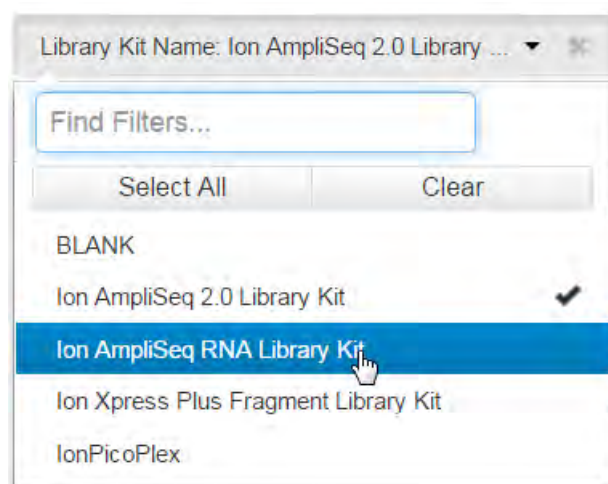 Library Kit Name: Ion AmpliSeq 2.0 Library ...
Find Filters...
Select All Clear
BLANK
Ion AmpliSeq 2.0 Library Kit
Ion AmpliSeq RNA Library Kit
Ion Xpress Plus Fragment Library Kit
IonPicoPlex